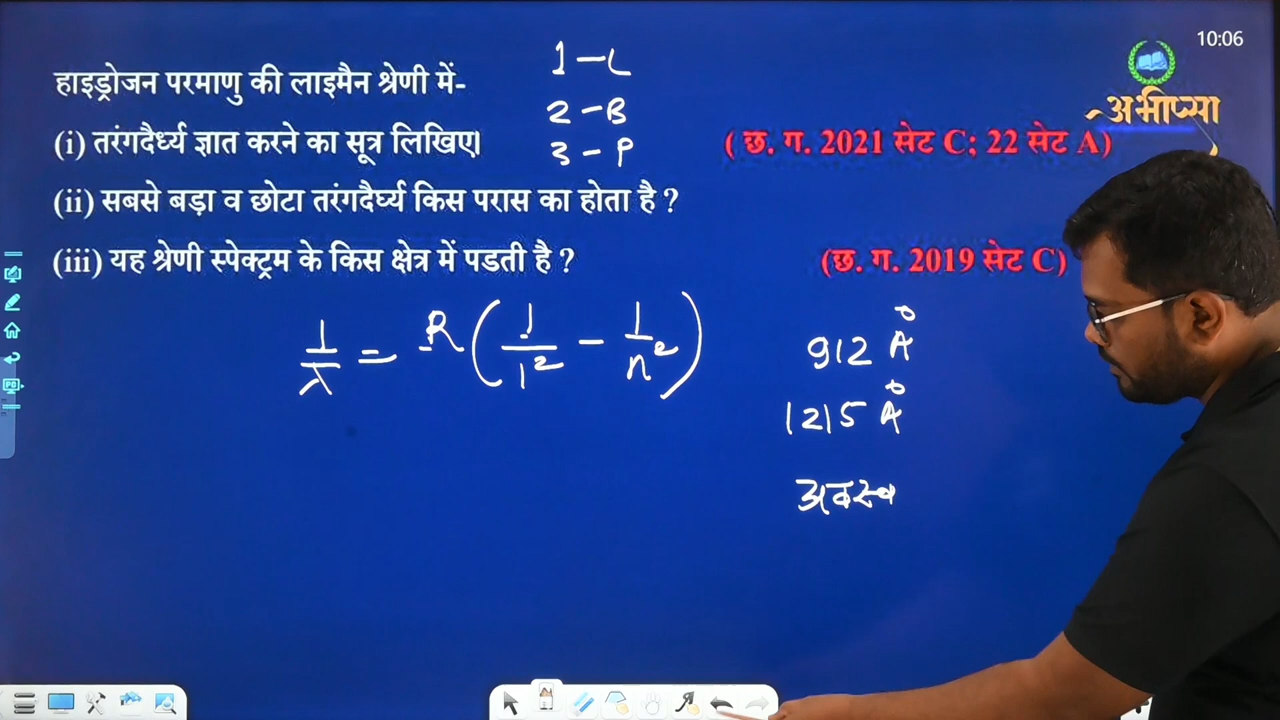 10:06
अभीप्सा
हाइड्रोजन परमाणु की लाइमैन श्रेणी में-
1 - L
2 - B
3 - P
(i) तरंगदैर्ध्य ज्ञात करने का सूत्र लिखिए।
( छ. ग. 2021 सेट C; 22 सेट A)
(ii) सबसे बड़ा व छोटा तरंगदैर्घ्य किस परास का होता है ?
(iii) यह श्रेणी स्पेक्ट्रम के किस क्षेत्र में पडती है ?
(छ. ग. 2019 सेट C)
1/λ = R(1/1² - 1/n²)
912 Å
1215 Å